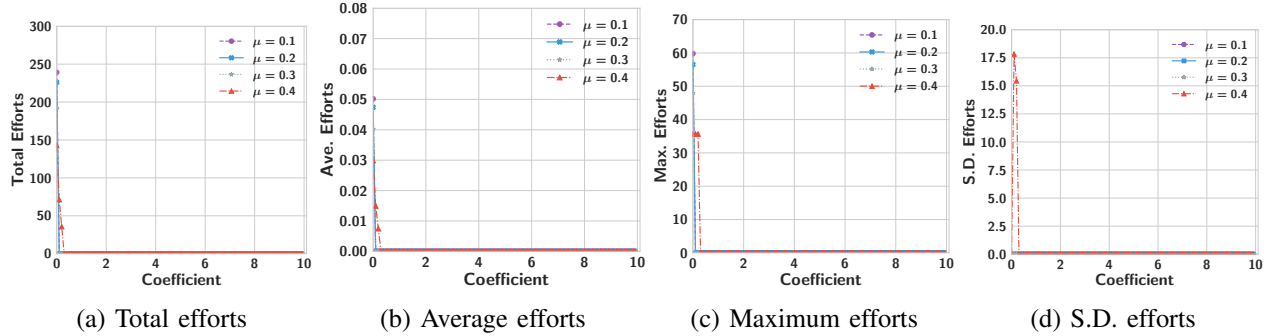 300
250
200
150
100
50
0
Total Efforts
0 2 4 6 8 10
Coefficient
μ = 0.1
μ = 0.2
μ = 0.3
μ = 0.4
(a) Total efforts
0.08
0.07
0.06
0.05
0.04
0.03
0.02
0.01
0.00
Ave. Efforts
0 2 4 6 8 10
Coefficient
μ = 0.1
μ = 0.2
μ = 0.3
μ = 0.4
(b) Average efforts
70
60
50
40
30
20
10
0
Max. Efforts
0 2 4 6 8 10
Coefficient
μ = 0.1
μ = 0.2
μ = 0.3
μ = 0.4
(c) Maximum efforts
20.0
17.5
15.0
12.5
10.0
7.5
5.0
2.5
0.0
S.D. Efforts
0 2 4 6 8 10
Coefficient
μ = 0.1
μ = 0.2
μ = 0.3
μ = 0.4
(d) S.D. efforts